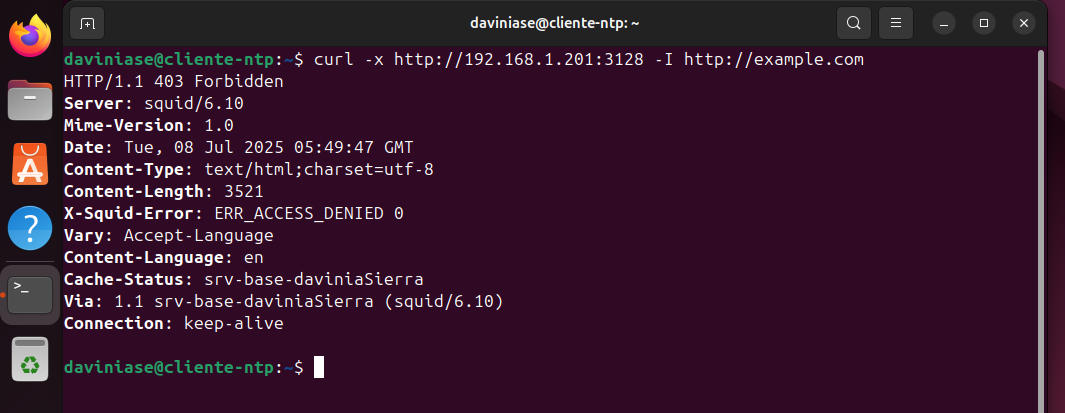 daviniase@cliente-ntp: ~
daviniase@cliente-ntp:~$ curl -x http://192.168.1.201:3128 -I http://example.com
HTTP/1.1 403 Forbidden
Server: squid/6.10
Mime-Version: 1.0
Date: Tue, 08 Jul 2025 05:49:47 GMT
Content-Type: text/html;charset=utf-8
Content-Length: 3521
X-Squid-Error: ERR_ACCESS_DENIED 0
Vary: Accept-Language
Content-Language: en
Cache-Status: srv-base-daviniaSierra
Via: 1.1 srv-base-daviniaSierra (squid/6.10)
Connection: keep-alive
daviniase@cliente-ntp:~$